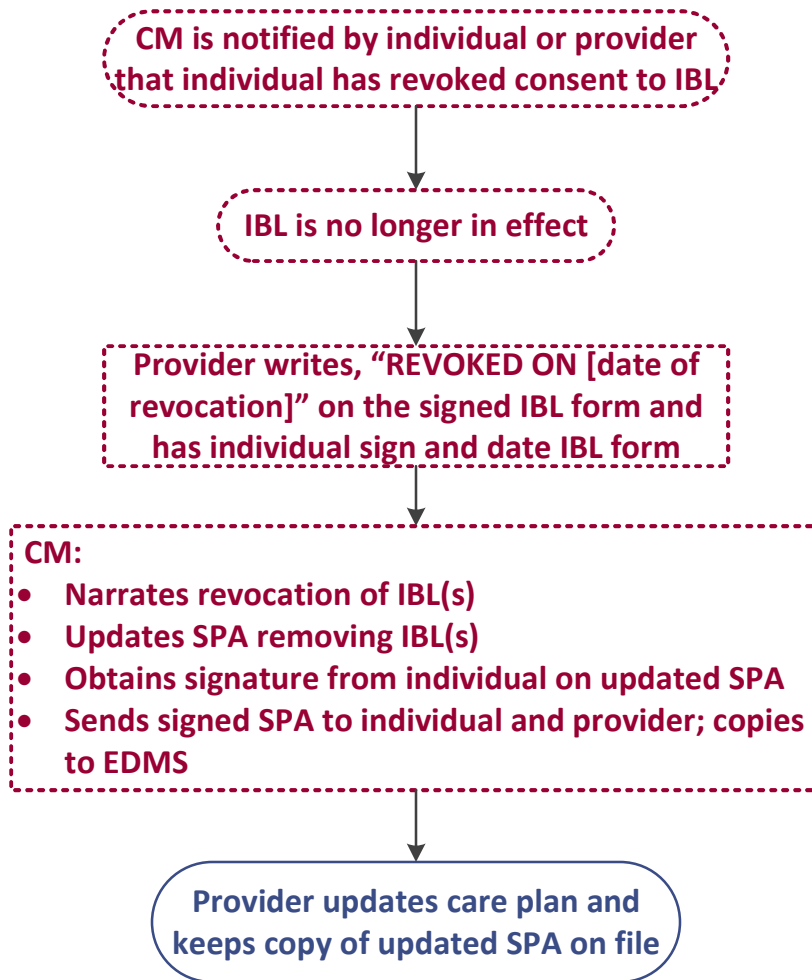 CM is notified by individual or provider
that individual has revoked consent to IBL
IBL is no longer in effect
Provider writes, “REVOKED ON [date of
revocation]” on the signed IBL form and
has individual sign and date IBL form
CM:
• Narrates revocation of IBL(s)
• Updates SPA removing IBL(s)
• Obtains signature from individual on updated SPA
• Sends signed SPA to individual and provider; copies
to EDMS
Provider updates care plan and
keeps copy of updated SPA on file